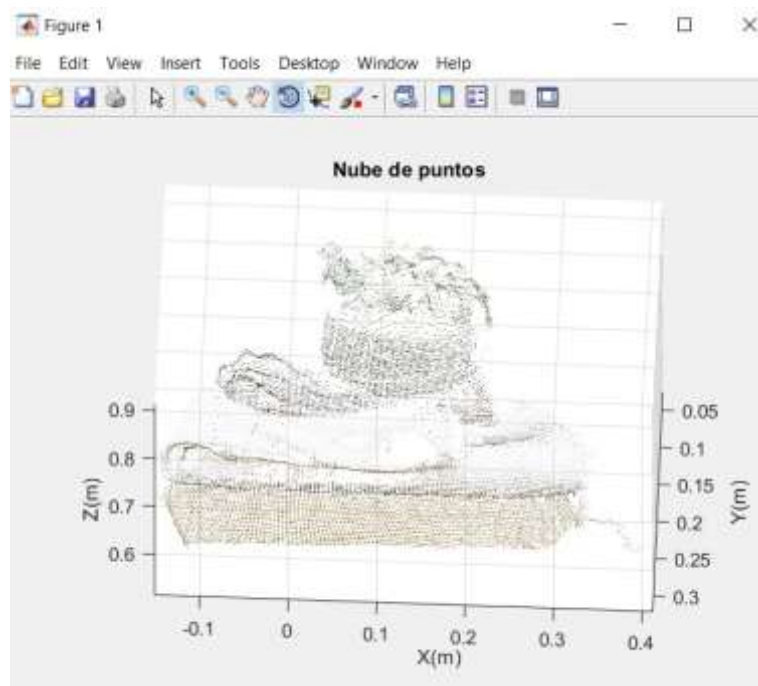 Figure 1
File Edit View Insert Tools Desktop Window Help
Nube de puntos
0.9
0.8
0.7
0.6
Z(m)
0.05
0.1
0.15
0.2
0.25
0.3
Y(m)
-0.1 0 0.1 0.2 0.3 0.4
X(m)